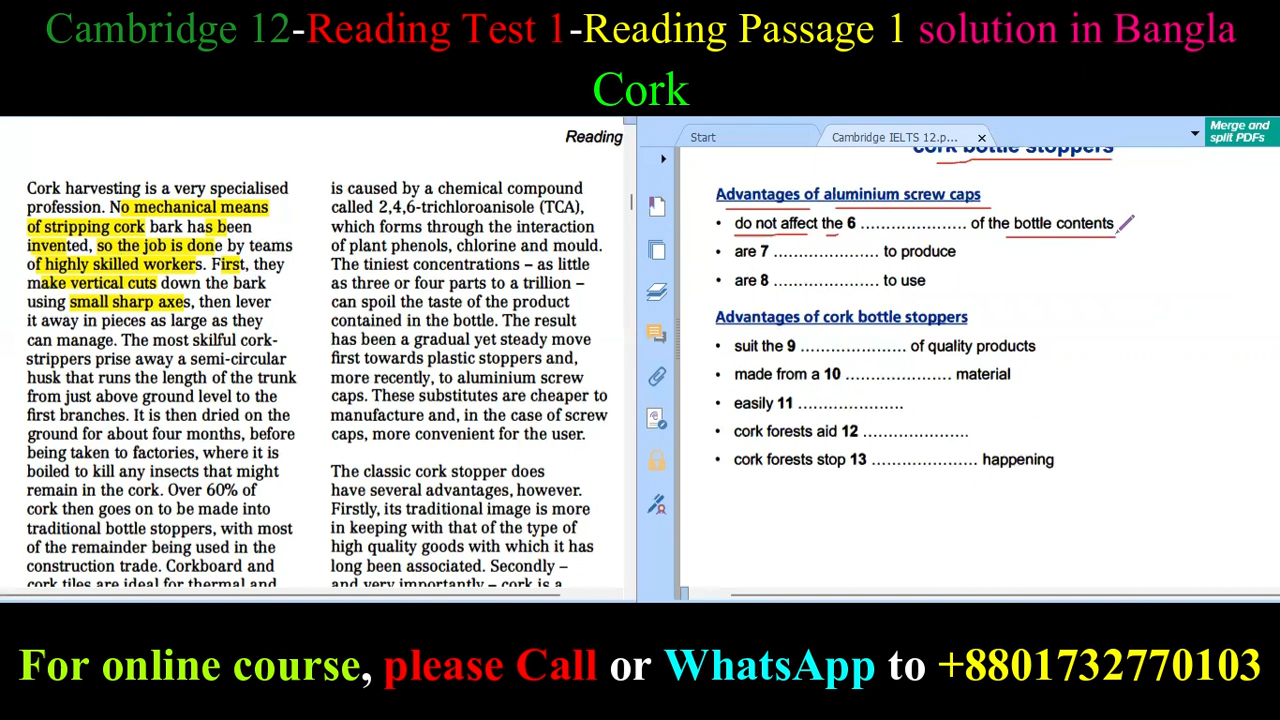 Cambridge 12-Reading Test 1-Reading Passage 1 solution in Bangla
Cork
Reading
Cork harvesting is a very specialised
profession. No mechanical means
of stripping cork bark has been
invented, so the job is done by teams
of highly skilled workers. First, they
make vertical cuts down the bark
using small sharp axes, then lever
it away in pieces as large as they
can manage. The most skilful cork-
strippers prise away a semi-circular
husk that runs the length of the trunk
from just above ground level to the
first branches. It is then dried on the
ground for about four months, before
being taken to factories, where it is
boiled to kill any insects that might
remain in the cork. Over 60% of
cork then goes on to be made into
traditional bottle stoppers, with most
of the remainder being used in the
construction trade. Corkboard and
cork tiles are ideal for thermal and
is caused by a chemical compound
called 2,4,6-trichloroanisole (TCA),
which forms through the interaction
of plant phenols, chlorine and mould.
The tiniest concentrations – as little
as three or four parts to a trillion –
can spoil the taste of the product
contained in the bottle. The result
has been a gradual yet steady move
first towards plastic stoppers and,
more recently, to aluminium screw
caps. These substitutes are cheaper to
manufacture and, in the case of screw
caps, more convenient for the user.
The classic cork stopper does
have several advantages, however.
Firstly, its traditional image is more
in keeping with that of the type of
high quality goods with which it has
long been associated. Secondly –
and very importantly – cork is a
Start
Cambridge IELTS 12.p...
Merge and
split PDFs
cork bottle stoppers
Advantages of aluminium screw caps
• do not affect the 6 ...................... of the bottle contents
• are 7 ...................... to produce
• are 8 ...................... to use
Advantages of cork bottle stoppers
• suit the 9 ...................... of quality products
• made from a 10 ...................... material
• easily 11 ......................
• cork forests aid 12 ......................
• cork forests stop 13 ...................... happening
For online course, please Call or WhatsApp to +8801732770103